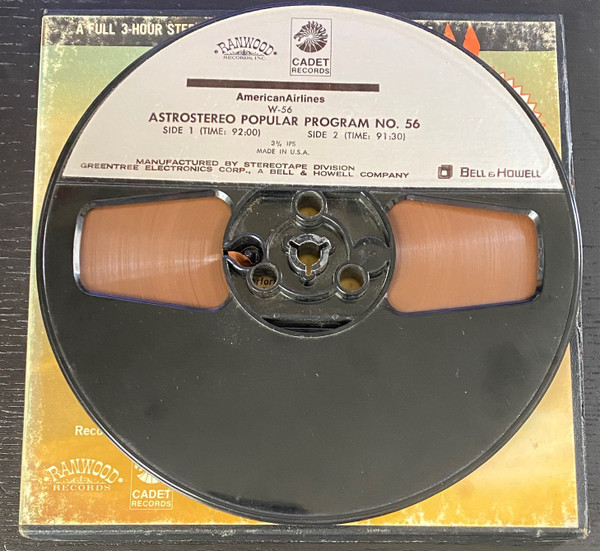 A FULL 3-HOUR STER
RANWOOD
RECORDS, INC.
CADET
RECORDS
AmericanAirlines
W-56
ASTROSTEREO POPULAR PROGRAM NO. 56
SIDE 1 (TIME: 92:00) SIDE 2 (TIME: 91:30)
3¾ IPS
MADE IN U.S.A.
MANUFACTURED BY STEREOTAPE DIVISION
GREENTREE ELECTRONICS CORP., A BELL & HOWELL COMPANY
BELL & HOWELL
Reco
RANWOOD
RECORDS
CADET
RECORDS